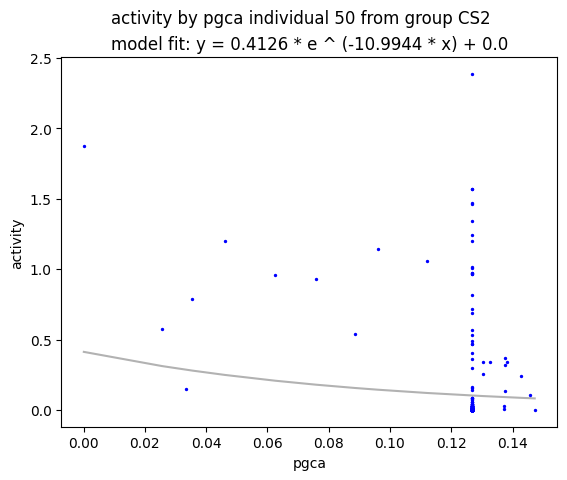 activity by pgca individual 50 from group CS2
model fit: y = 0.4126 * e ^ (-10.9944 * x) + 0.0
2.5
2.0
1.5
1.0
0.5
0.0
activity
0.00 0.02 0.04 0.06 0.08 0.10 0.12 0.14
pgca